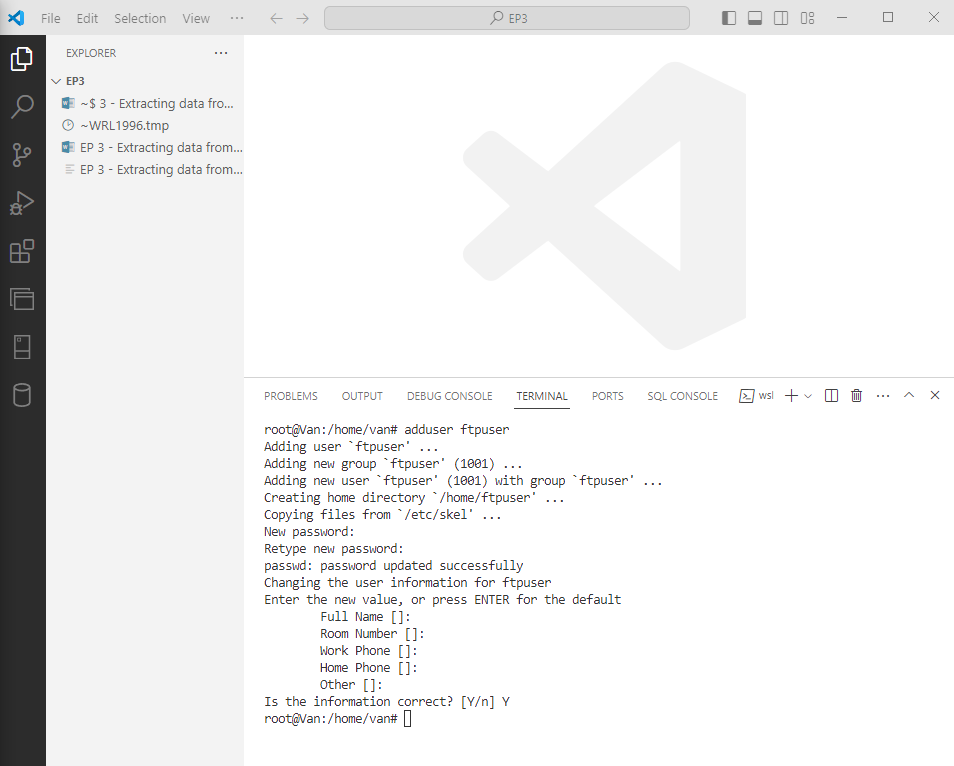 File Edit Selection View ··· EP3
EXPLORER ···
EP3
~$ 3 - Extracting data fro...
~WRL1996.tmp
EP 3 - Extracting data from...
EP 3 - Extracting data from...
PROBLEMS OUTPUT DEBUG CONSOLE TERMINAL PORTS SQL CONSOLE wsl ···
root@Van:/home/van# adduser ftpuser
Adding user `ftpuser' ...
Adding new group `ftpuser' (1001) ...
Adding new user `ftpuser' (1001) with group `ftpuser' ...
Creating home directory `/home/ftpuser' ...
Copying files from `/etc/skel' ...
New password:
Retype new password:
passwd: password updated successfully
Changing the user information for ftpuser
Enter the new value, or press ENTER for the default
Full Name []:
Room Number []:
Work Phone []:
Home Phone []:
Other []:
Is the information correct? [Y/n] Y
root@Van:/home/van#